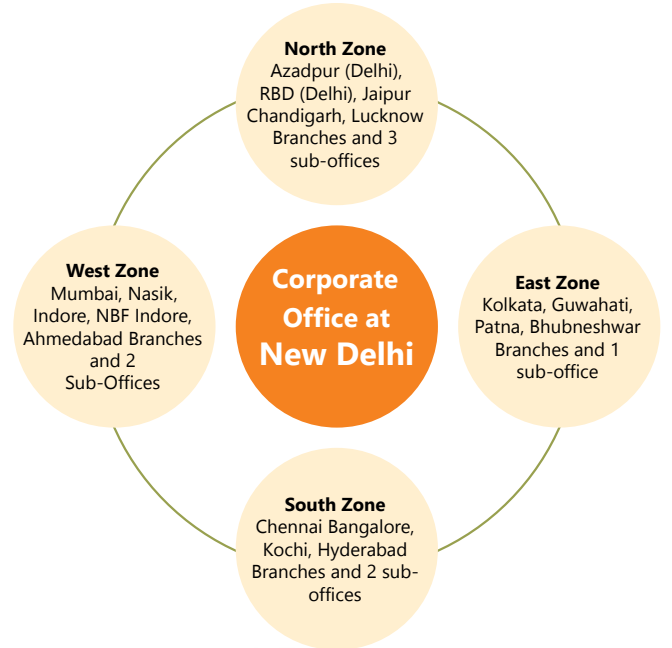 North Zone
Azadpur (Delhi),
RBD (Delhi), Jaipur
Chandigarh, Lucknow
Branches and 3
sub-offices
West Zone
Mumbai, Nasik,
Indore, NBF Indore,
Ahmedabad Branches
and 2
Sub-Offices
Corporate
Office at
New Delhi
East Zone
Kolkata, Guwahati,
Patna, Bhubneshwar
Branches and 1
sub-office
South Zone
Chennai Bangalore,
Kochi, Hyderabad
Branches and 2 sub-
offices